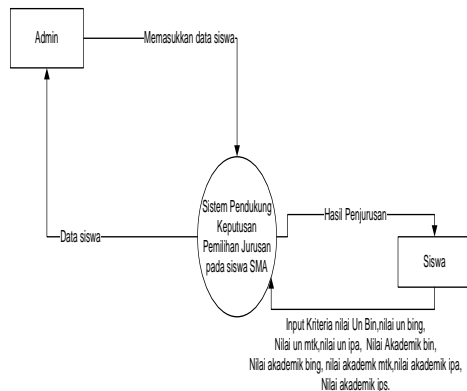 Admin
Memasukkan data siswa
Sistem Pendukung
Keputusan
Pemilihan Jurusan
pada siswa SMA
Hasil Penjurusan
Data siswa
Siswa
Input Kriteria nilai Un Bin,nilai un bing,
Nilai un mtk,nilai un ipa, Nilai Akademik bin,
Nilai akademik bing, nilai akademk mtk,nilai akademik ipa,
Nilai akademik ips.